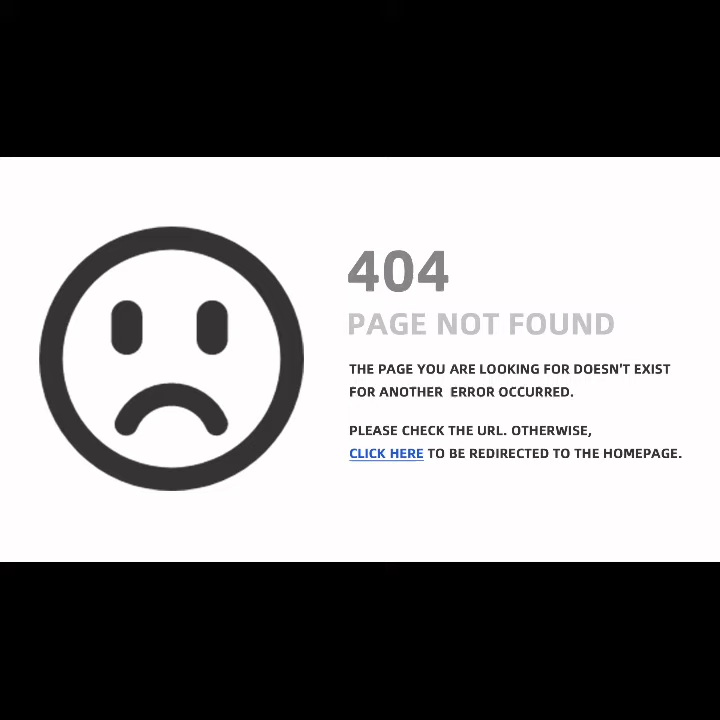 404
PAGE NOT FOUND
THE PAGE YOU ARE LOOKING FOR DOESN'T EXIST
FOR ANOTHER  ERROR OCCURRED.
PLEASE CHECK THE URL. OTHERWISE,
CLICK HERE TO BE REDIRECTED TO THE HOMEPAGE.